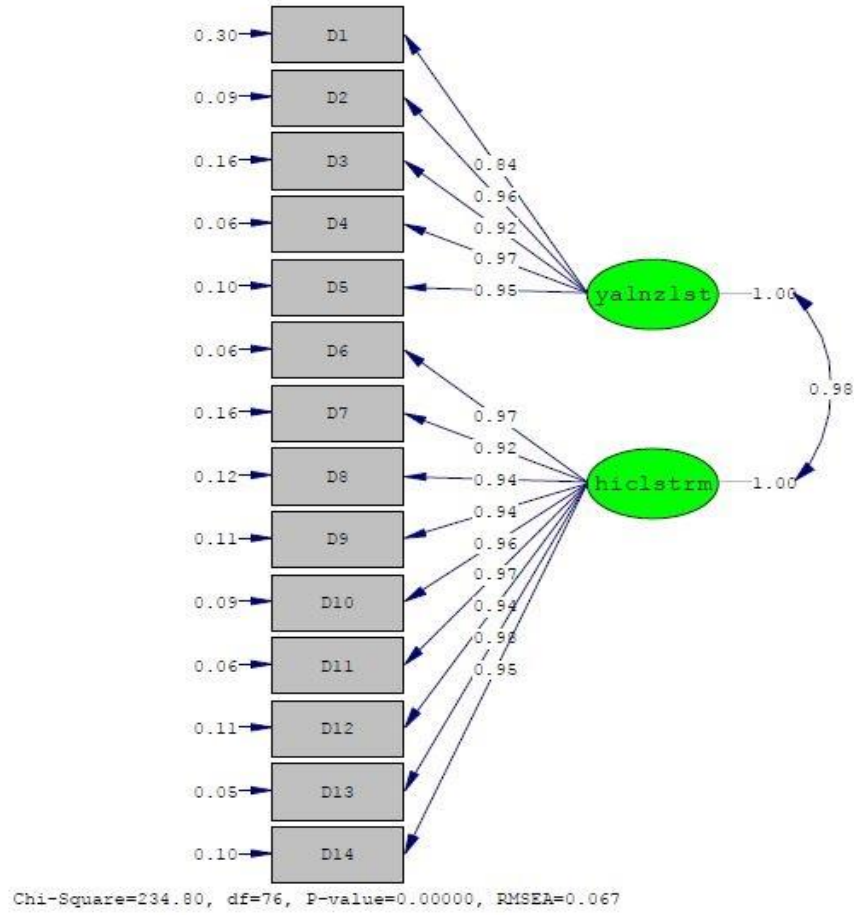 0.30 D1
0.09 D2
0.16 D3
0.84
0.96
0.06 D4
0.92
0.97
0.10 D5
0.95
yalnzlst 1.00
0.06 D6
0.98
0.16 D7
0.97
0.92
0.12 D8
0.94
hiclstrm 1.00
0.11 D9
0.94
0.96
0.09 D10
0.97
0.94
0.06 D11
0.98
0.95
0.11 D12
0.05 D13
0.10 D14
Chi-Square=234.80, df=76, P-value=0.00000, RMSEA=0.067